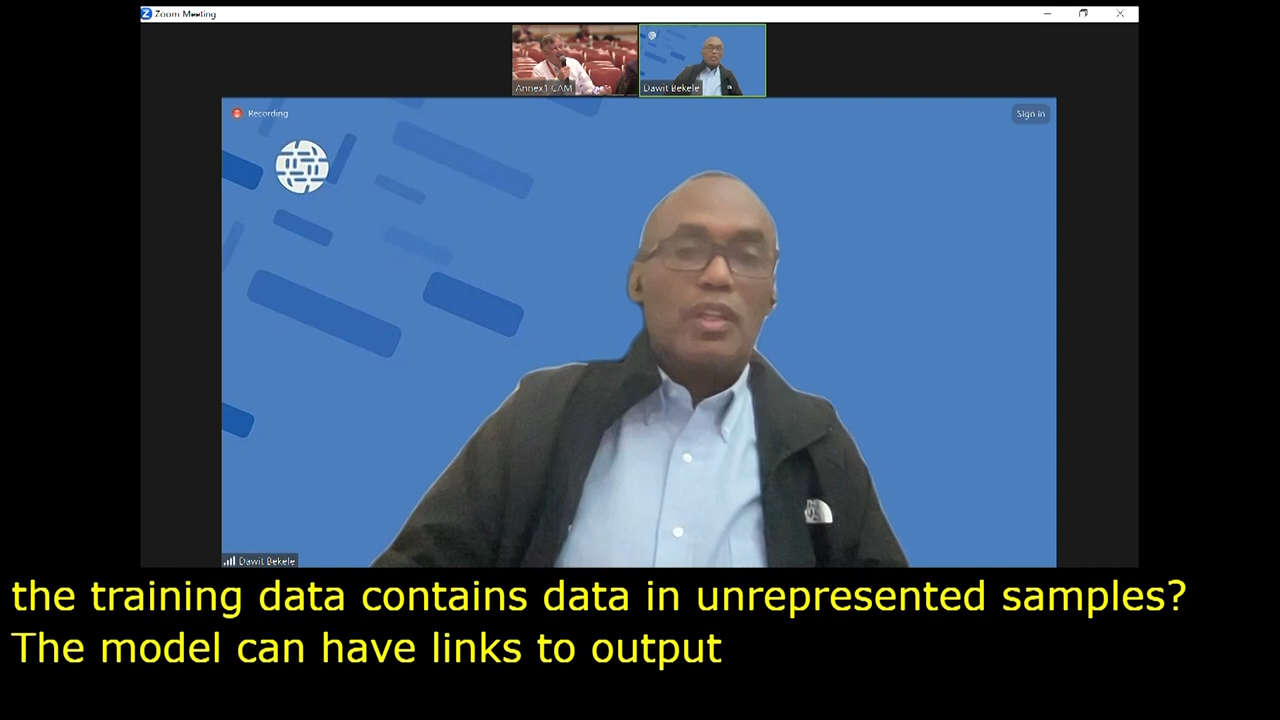 Zoom Meeting
Annex1 CAM
Dawit Bekele
Recording
Sign in
Dawit Bekele
the training data contains data in unrepresented samples?
The model can have links to output